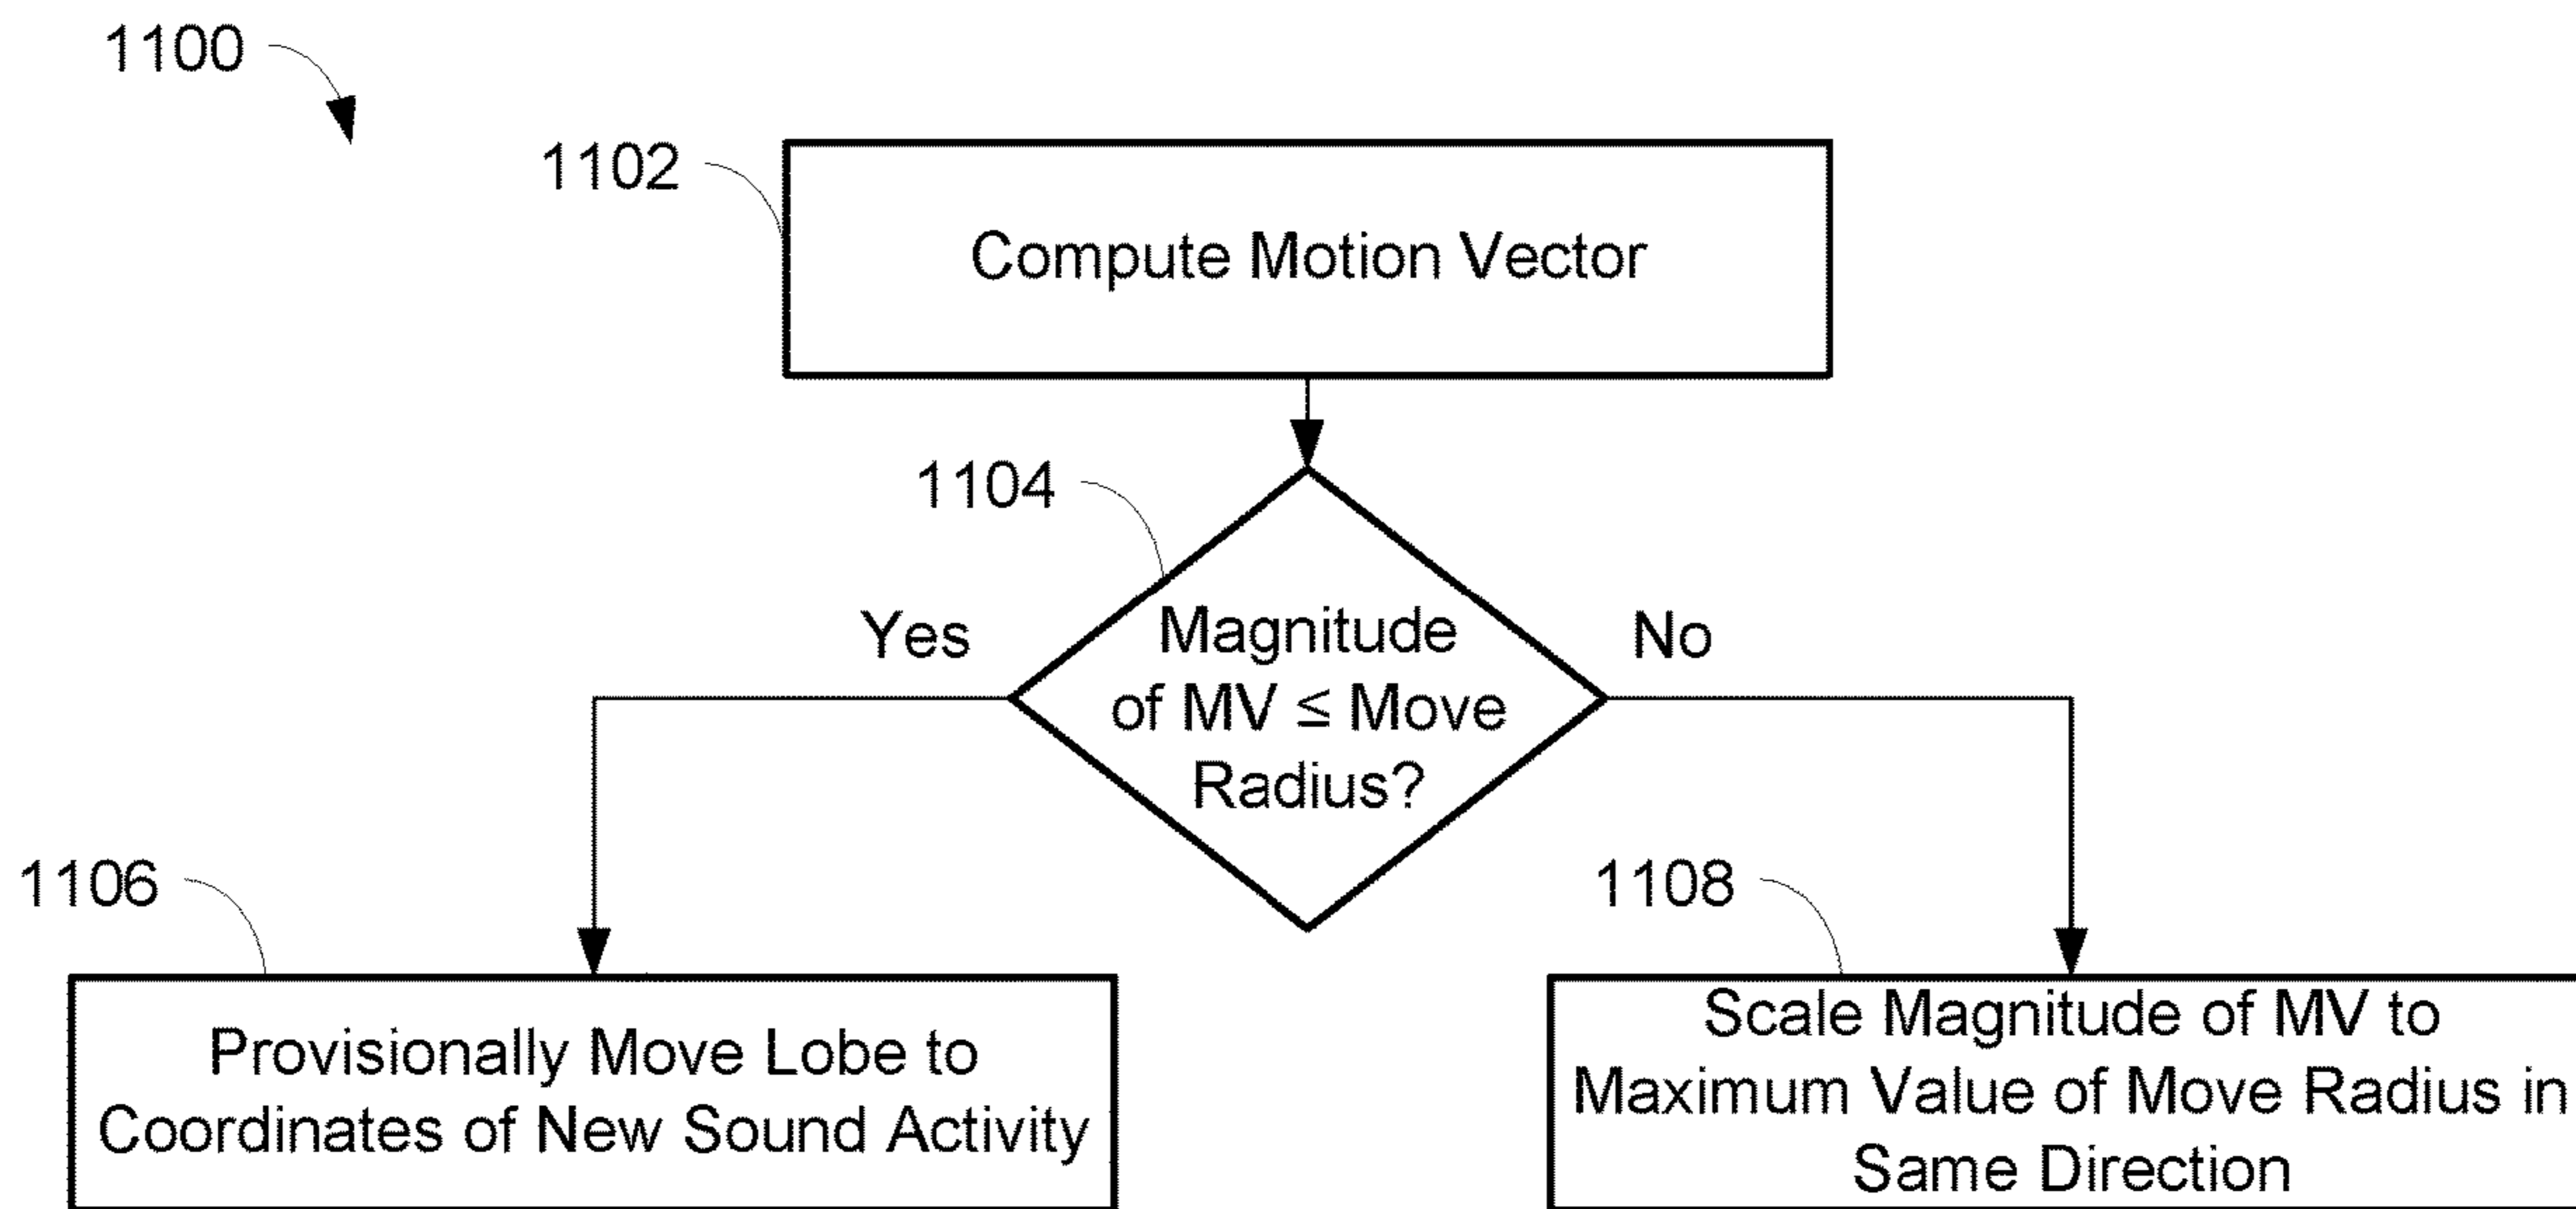 1100
1102
Compute Motion Vector
1104
Yes
Magnitude
of MV ≤ Move
Radius?
No
1106
Provisionally Move Lobe to
Coordinates of New Sound Activity
1108
Scale Magnitude of MV to
Maximum Value of Move Radius in
Same Direction